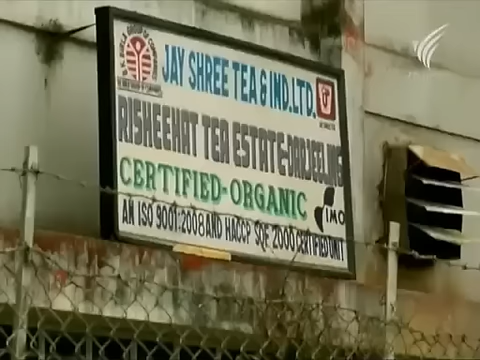 JAY SHREE TEA & IND.LTD.
RISHEEHAT TEA ESTATE-DARJEELING
CERTIFIED-ORGANIC
IMO
AN ISO 9001:2008 AND HACCP SQF 2000 CERTIFIED UNIT